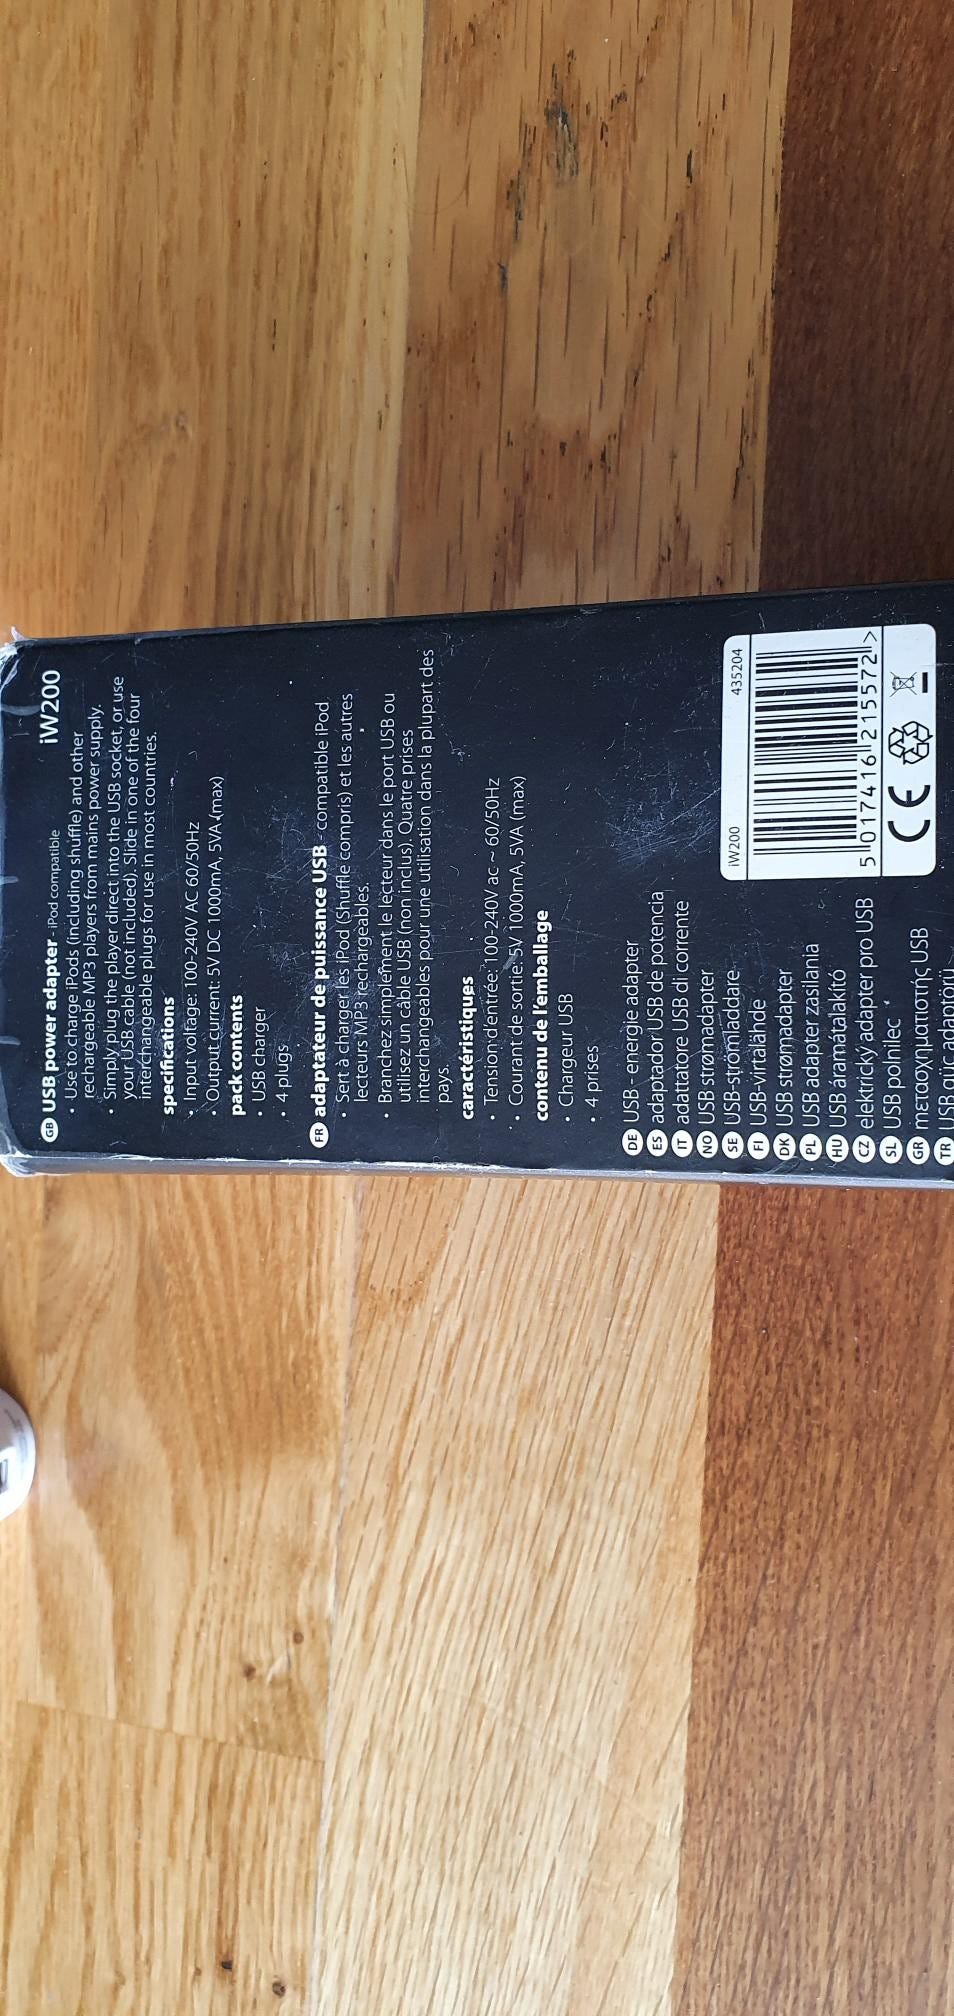 GB USB power adapter - iPod compatible iW200
• Use to charge iPods (including shuffle) and other
rechargeable MP3 players from mains power supply.
• Simply plug the player direct into the USB socket, or use
your USB cable (not included). Slide in one of the four
interchangeable plugs for use in most countries.
specifications
• Input voltage: 100-240V AC 60/50Hz
• Output current: 5V DC 1000mA, 5VA (max)
pack contents
• USB charger
• 4 plugs
FR adaptateur de puissance USB - compatible iPod
• Sert à charger les iPod (Shuffle compris) et les autres
lecteurs MP3 rechargeables.
• Branchez simplement le lecteur dans le port USB ou
utilisez un câble USB (non inclus). Quatre prises
interchangeables pour une utilisation dans la plupart des
pays.
caractéristiques
• Tension d'entrée: 100-240V ac ~ 60/50Hz
• Courant de sortie: 5V 1000mA, 5VA (max)
contenu de l'emballage
• Chargeur USB
• 4 prises
DE USB - energie adapter
ES adaptador USB de potencia
IT adattatore USB di corrente
NO USB strømadapter
SE USB-strömladdare
FI USB-virtalähde
DK USB strømadapter
PL USB adapter zasilania
HU USB áramátalakító
CZ elektrický adapter pro USB
SL USB polnilec
GR μετασχηματιστής USB
TR USB güç adaptörü
iW200 435204
5 017416 215572 >
CE